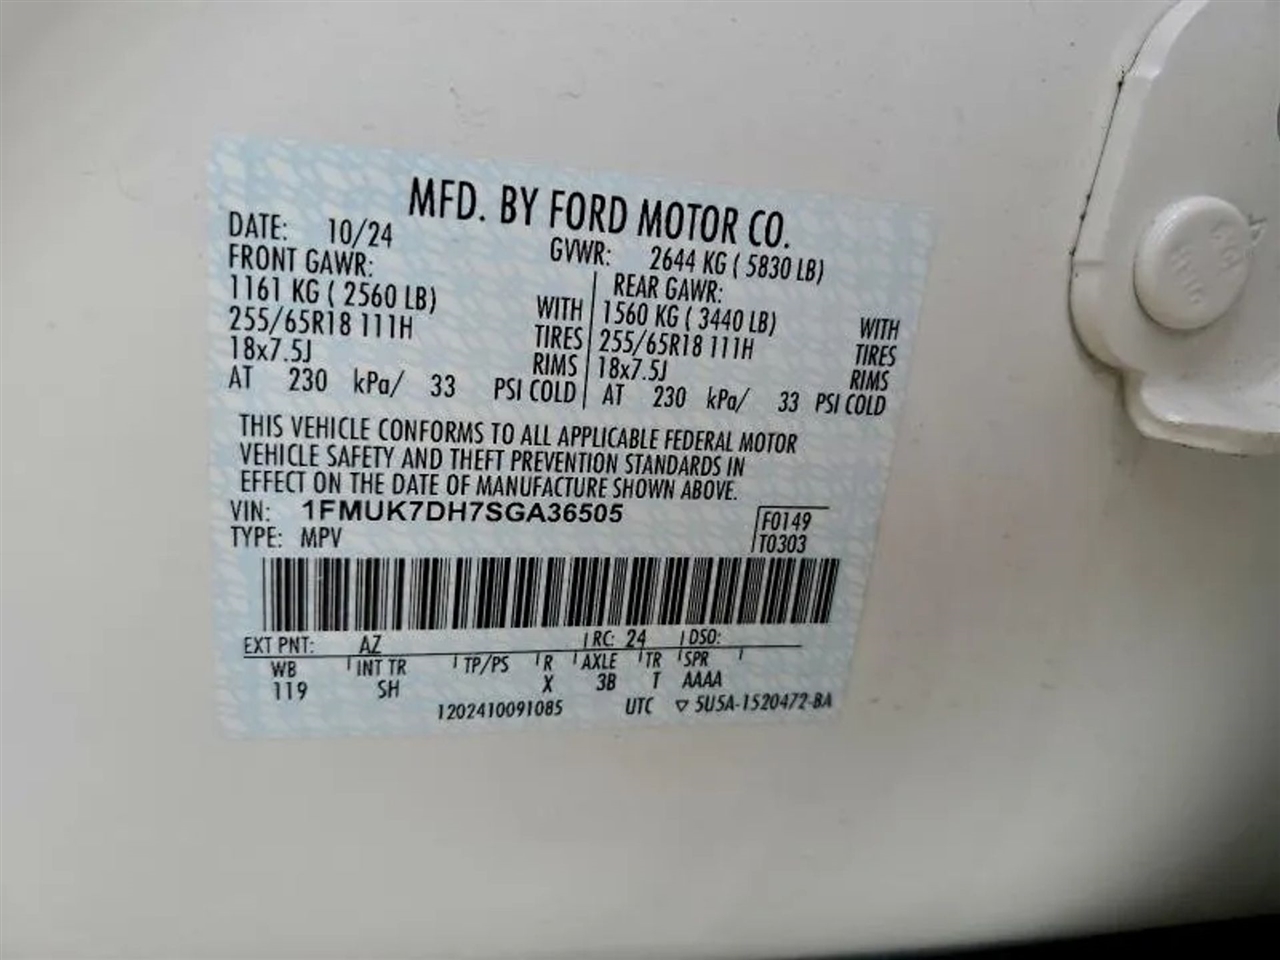 MFD. BY FORD MOTOR CO.
DATE: 10/24 GVWR: 2644 KG ( 5830 LB)
FRONT GAWR: REAR GAWR:
1161 KG ( 2560 LB) WITH 1560 KG ( 3440 LB) WITH
255/65R18 111H TIRES 255/65R18 111H TIRES
18x7.5J RIMS 18x7.5J RIMS
AT 230 kPa/ 33 PSI COLD AT 230 kPa/ 33 PSI COLD
THIS VEHICLE CONFORMS TO ALL APPLICABLE FEDERAL MOTOR
VEHICLE SAFETY AND THEFT PREVENTION STANDARDS IN
EFFECT ON THE DATE OF MANUFACTURE SHOWN ABOVE.
VIN: 1FMUK7DH7SGA36505 F0149
TYPE: MPV T0303
EXT PNT: AZ RC: 24 DSO:
WB INT TR TP/PS R AXLE TR SPR
119 SH X 3B T AAAA
1202410091085 UTC ▽ 5U5A-1520472-BA